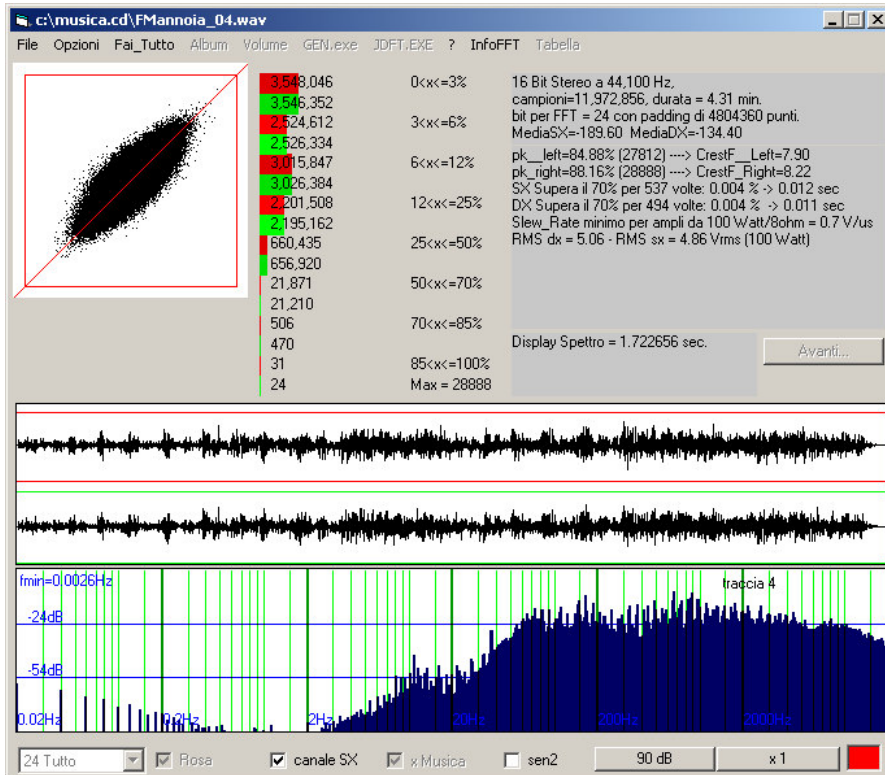 c:\musica.cd\FMannoia_04.wav
File Opzioni Fai_Tutto Album Volume GEN.exe JDFT.EXE ? InfoFFT Tabella
3,548,046 0<x<=3%
3,546,352
2,524,612 3<x<=6%
2,526,334
3,015,847 6<x<=12%
3,026,384
2,201,508 12<x<=25%
2,195,162
660,435 25<x<=50%
656,920
21,871 50<x<=70%
21,210
506 70<x<=85%
470
31 85<x<=100%
24 Max = 28888
16 Bit Stereo a 44,100 Hz,
campioni=11,972,856, durata = 4.31 min.
bit per FFT = 24 con padding di 4804360 punti.
MediaSX=-189.60 MediaDX=-134.40
pk__left=84.88% (27812) ---> CrestF__Left=7.90
pk_right=88.16% (28888) ---> CrestF_Right=8.22
SX Supera il 70% per 537 volte: 0.004 % -> 0.012 sec
DX Supera il 70% per 494 volte: 0.004 % -> 0.011 sec
Slew_Rate minimo per ampli da 100 Watt/8ohm = 0.7 V/us
RMS dx = 5.06 - RMS sx = 4.86 Vrms (100 Watt)
Display Spettro = 1.722656 sec.
Avanti...
fmin=0.0026Hz traccia 4
-24dB
-54dB
0.02Hz 0.2Hz 2Hz 20Hz 200Hz 2000Hz
24 Tutto Rosa canale SX x Musica sen2 90 dB x 1